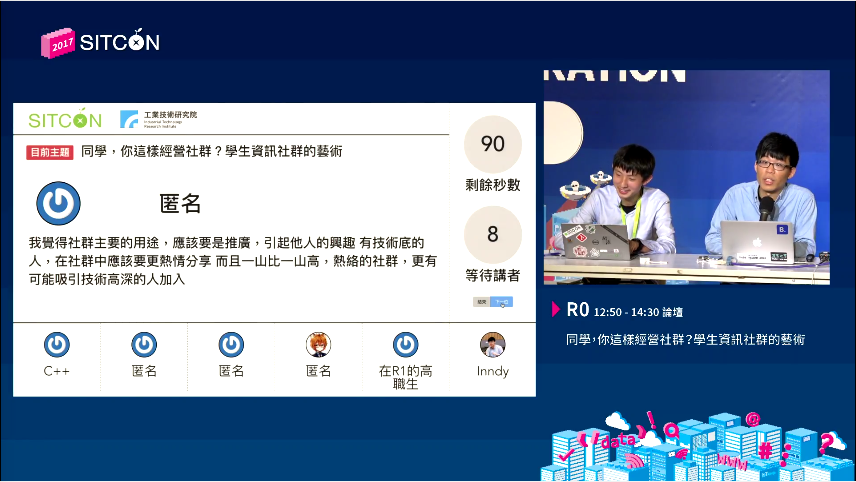 2017 SITCON
SITCON
工業技術研究院
Industrial Technology
Research Institute
目前主題 同學，你這樣經營社群？學生資訊社群的藝術
匿名
我覺得社群主要的用途，應該要是推廣，引起他人的興趣 有技術底的
人，在社群中應該要更熱情分享 而且一山比一山高，熱絡的社群，更有
可能吸引技術高深的人加入
90
剩餘秒數
8
等待講者
結束
C++
匿名
匿名
匿名
在R1的高
職生
Inndy
RATION
B.
R0 12:50 - 14:30 論壇
同學，你這樣經營社群？學生資訊社群的藝術
data
www
@
#
?
!